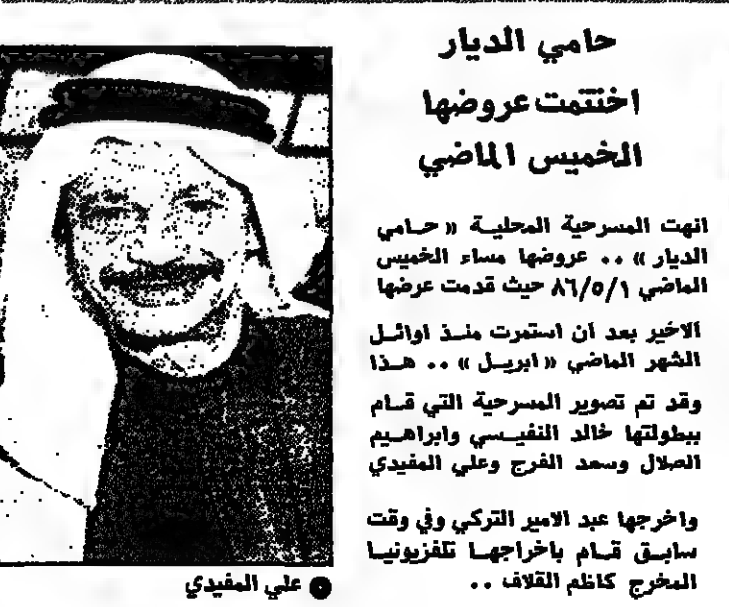 حامي الديار
اختتمت عروضها
الخميس الماضي
انهت المسرحية المحلية « حامي
الديار » .. عروضها مساء الخميس
الماضي ٨٦/٥/١ حيث قدمت عرضها
الاخير بعد ان استمرت منذ اوائل
الشهر الماضي « ابريل » .. هذا
وقد تم تصوير المسرحية التي قام
ببطولتها خالد النفيسي وابراهيم
الصلال وسعد الفرج وعلي المفيدي
واخرجها عبد الامير التركي وفي وقت
سابق قام باخراجها تلفزيونيا
المخرج كاظم القلاف ..
علي المفيدي